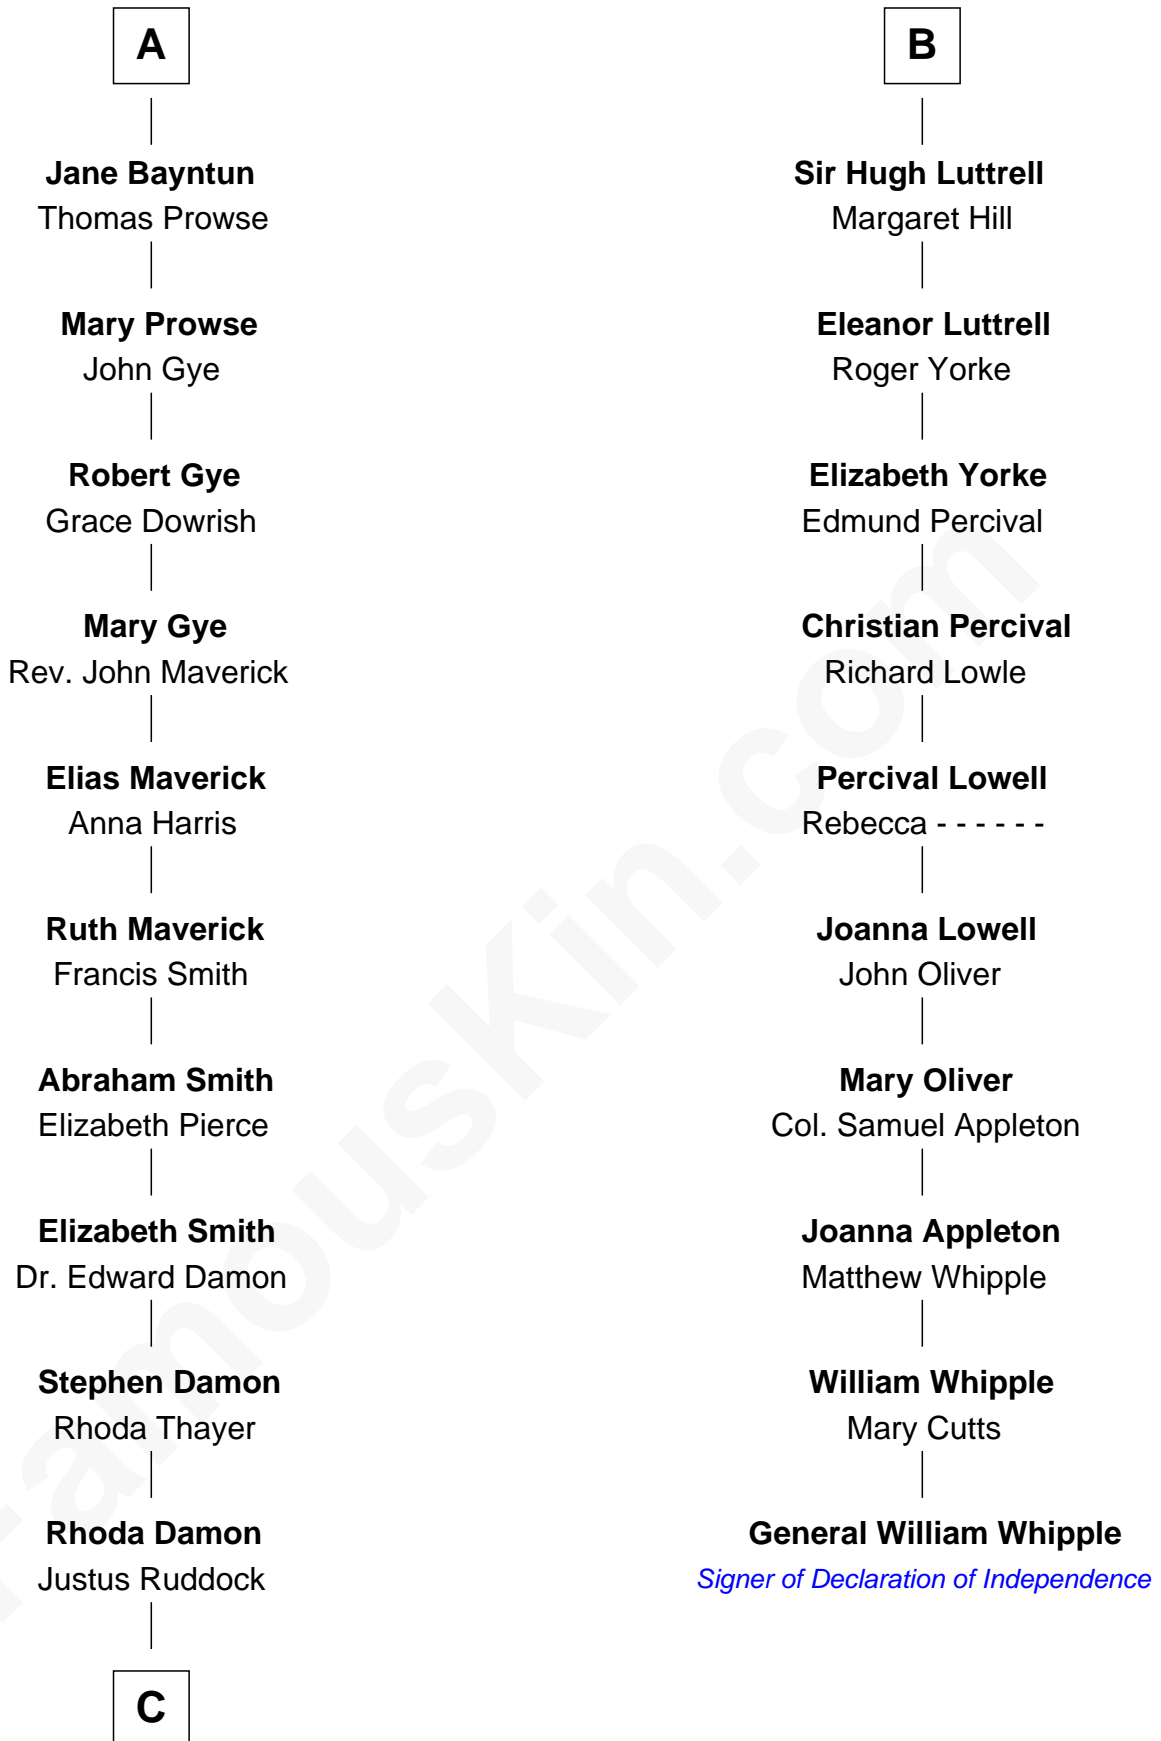 A
Jane Bayntun
Thomas Prowse
Mary Prowse
John Gye
Robert Gye
Grace Dowrish
Mary Gye
Rev. John Maverick
Elias Maverick
Anna Harris
Ruth Maverick
Francis Smith
Abraham Smith
Elizabeth Pierce
Elizabeth Smith
Dr. Edward Damon
Stephen Damon
Rhoda Thayer
Rhoda Damon
Justus Ruddock
C
B
Sir Hugh Luttrell
Margaret Hill
Eleanor Luttrell
Roger Yorke
Elizabeth Yorke
Edmund Percival
Christian Percival
Richard Lowle
Percival Lowell
Rebecca - - - - - -
Joanna Lowell
John Oliver
Mary Oliver
Col. Samuel Appleton
Joanna Appleton
Matthew Whipple
William Whipple
Mary Cutts
General William Whipple
Signer of Declaration of Independence
FamousKin.com